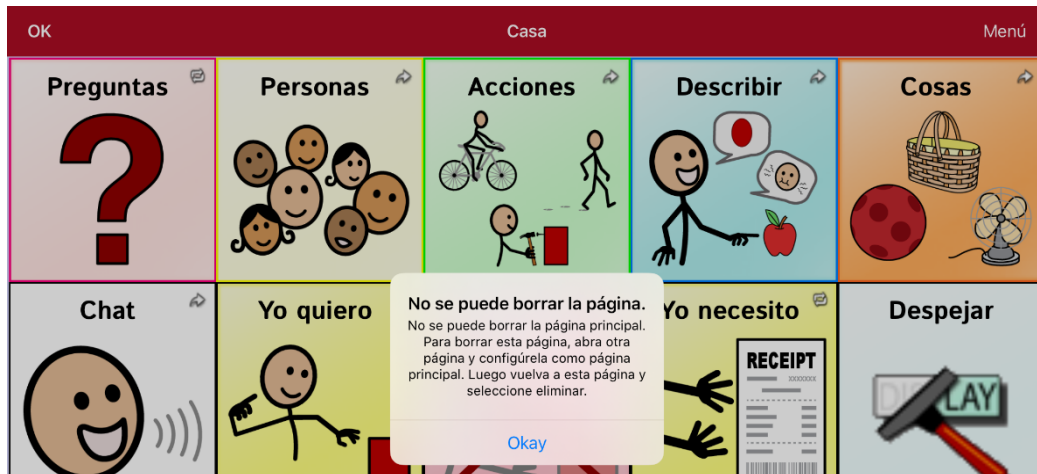 OK
Casa
Menú
Preguntas
Personas
Acciones
Describir
Cosas
Chat
Yo quiero
Yo necesito
Despejar
RECEIPT
xxxxxxx
No se puede borrar la página.
No se puede borrar la página principal.
Para borrar esta página, abra otra
página y configúrela como página
principal. Luego vuelva a esta página y
seleccione eliminar.
Okay